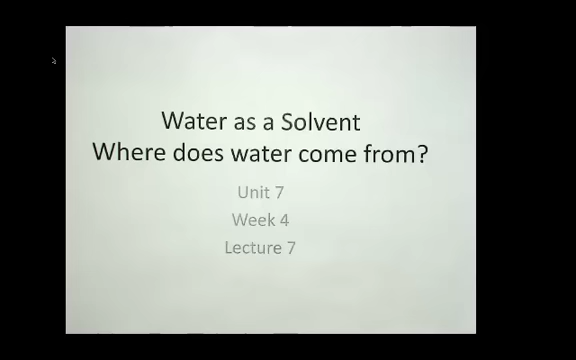 Water as a Solvent
Where does water come from?
Unit 7
Week 4
Lecture 7